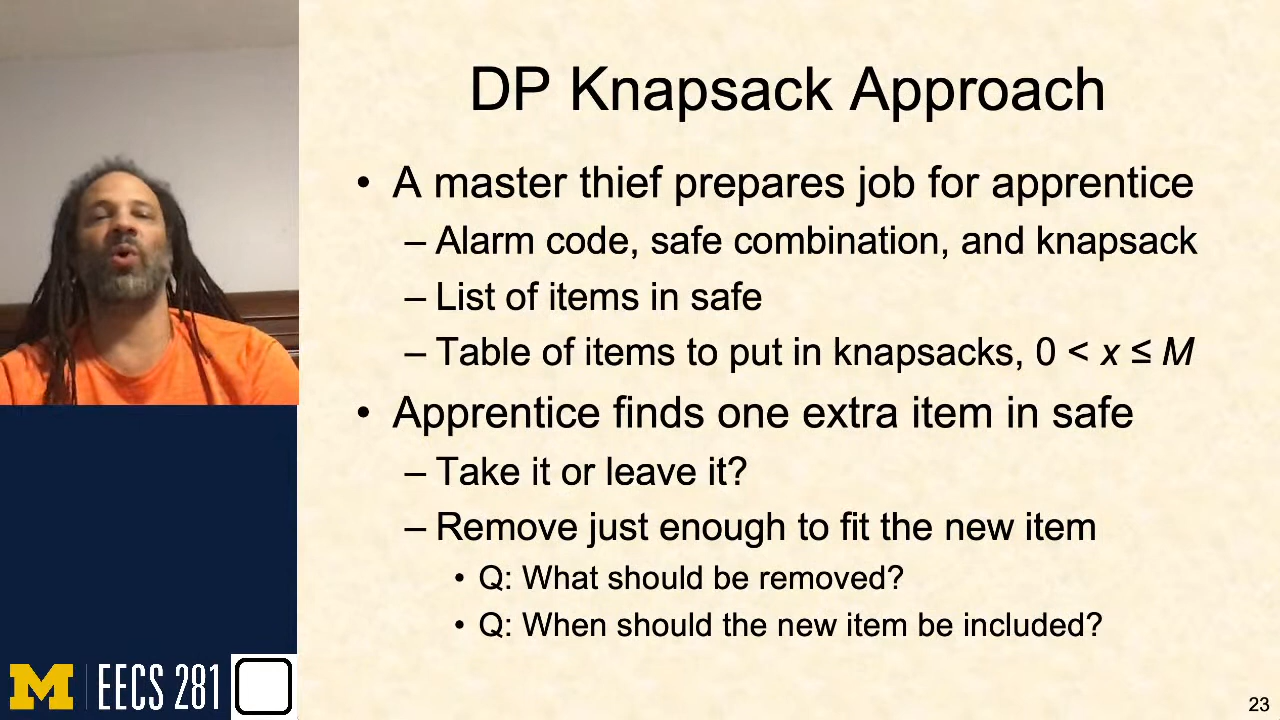 DP Knapsack Approach
• A master thief prepares job for apprentice
– Alarm code, safe combination, and knapsack
– List of items in safe
– Table of items to put in knapsacks, 0 < x ≤ M
• Apprentice finds one extra item in safe
– Take it or leave it?
– Remove just enough to fit the new item
• Q: What should be removed?
• Q: When should the new item be included?
M EECS 281
23